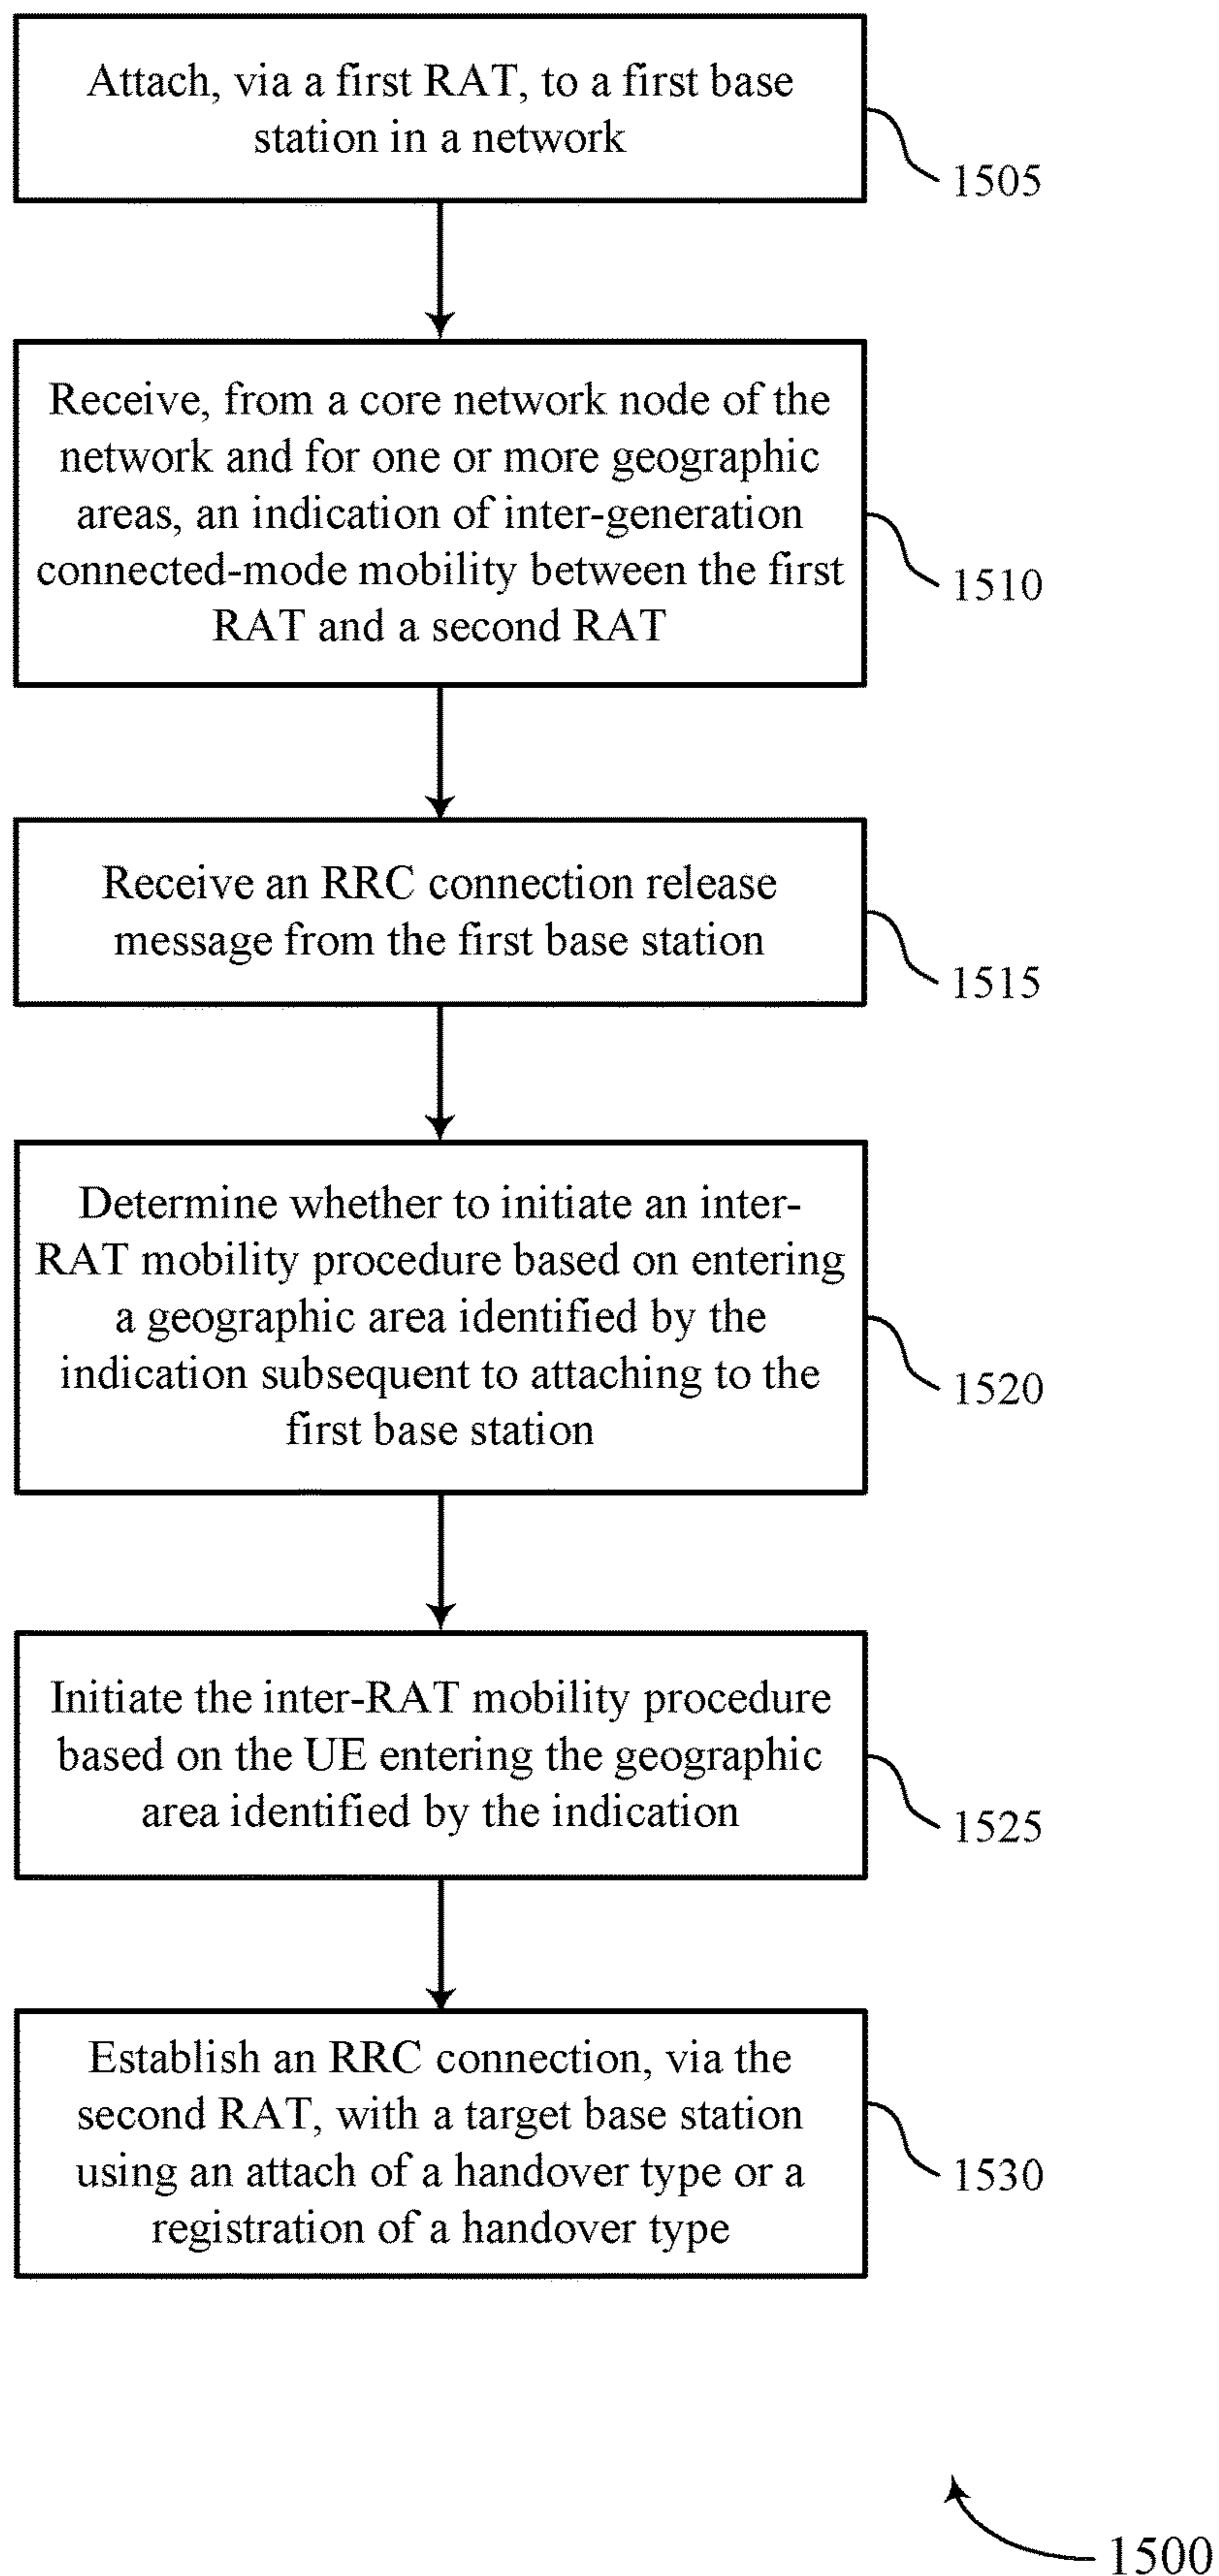 Attach, via a first RAT, to a first base
station in a network
1505
Receive, from a core network node of the
network and for one or more geographic
areas, an indication of inter-generation
connected-mode mobility between the first
RAT and a second RAT
1510
Receive an RRC connection release
message from the first base station
1515
Determine whether to initiate an inter-
RAT mobility procedure based on entering
a geographic area identified by the
indication subsequent to attaching to the
first base station
1520
Initiate the inter-RAT mobility procedure
based on the UE entering the geographic
area identified by the indication
1525
Establish an RRC connection, via the
second RAT, with a target base station
using an attach of a handover type or a
registration of a handover type
1530
1500